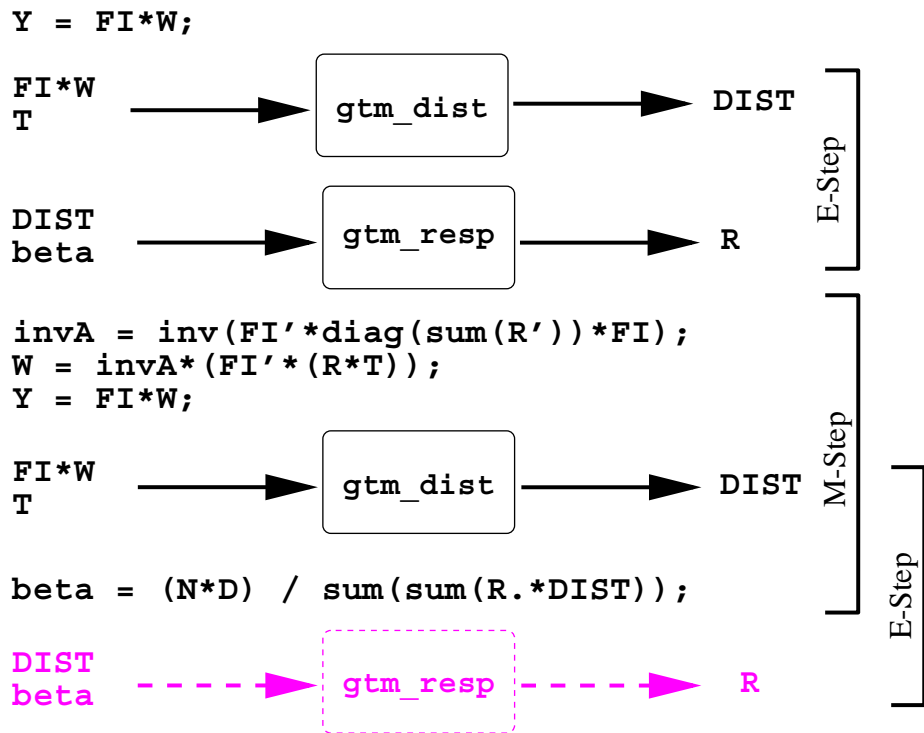 Y = FI*W;
FI*W
T
gtm_dist
DIST
E-Step
DIST
beta
gtm_resp
R
invA = inv(FI’*diag(sum(R’))*FI);
W = invA*(FI’*(R*T));
Y = FI*W;
M-Step
FI*W
T
gtm_dist
DIST
beta = (N*D) / sum(sum(R.*DIST));
E-Step
DIST
beta
gtm_resp
R